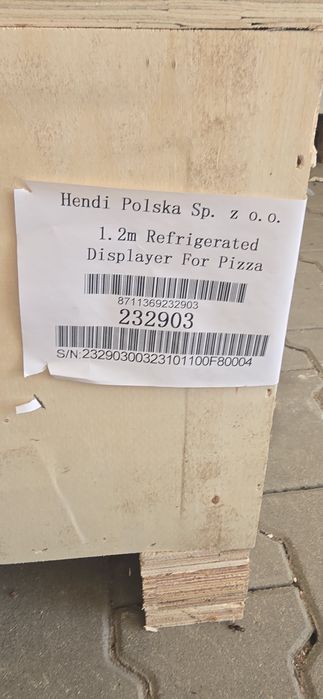 Hendi Polska Sp. z o.o.
1.2m Refrigerated
Displayer For Pizza
8711369232903
232903
S/N:23290300323101100F80004